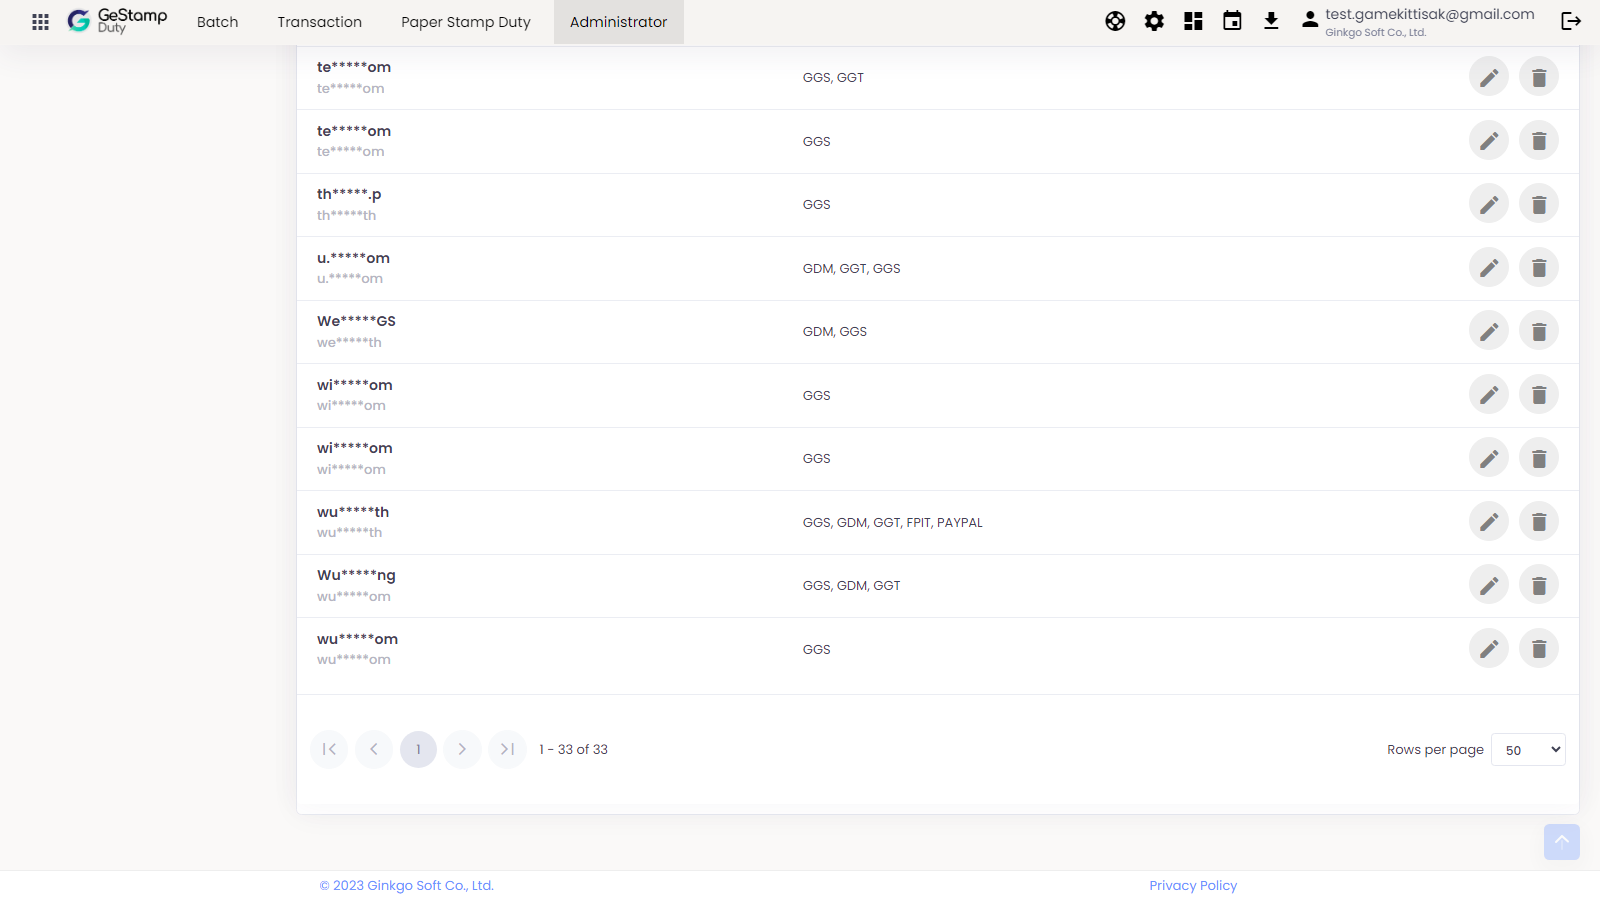 GeStamp
Duty
Batch
Transaction
Paper Stamp Duty
Administrator
test.gamekittisak@gmail.com
Ginkgo Soft Co., Ltd.
te*****om
te*****om
GGS, GGT
te*****om
te*****om
GGS
th*****.p
th*****th
GGS
u.*****om
u.*****om
GDM, GGT, GGS
We*****GS
we*****th
GDM, GGS
wi*****om
wi*****om
GGS
wi*****om
wi*****om
GGS
wu*****th
wu*****th
GGS, GDM, GGT, FPIT, PAYPAL
Wu*****ng
wu*****om
GGS, GDM, GGT
wu*****om
wu*****om
GGS
1
1 - 33 of 33
Rows per page
50
© 2023 Ginkgo Soft Co., Ltd.
Privacy Policy